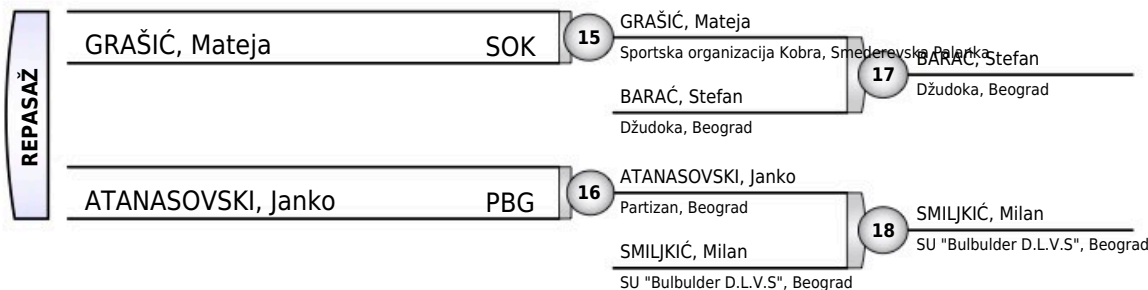 REPASAŽ
GRAŠIĆ, Mateja SOK
15
GRAŠIĆ, Mateja
Sportska organizacija Kobra, Smederevska Palanka
BARAĆ, Stefan
Džudoka, Beograd
17
BARAĆ, Stefan
Džudoka, Beograd
ATANASOVSKI, Janko PBG
16
ATANASOVSKI, Janko
Partizan, Beograd
SMILJKIĆ, Milan
SU "Bulbulder D.L.V.S", Beograd
18
SMILJKIĆ, Milan
SU "Bulbulder D.L.V.S", Beograd